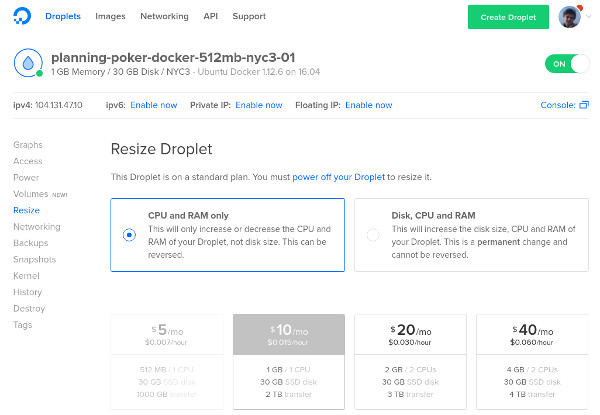 Droplets Images Networking API Support Create Droplet
planning-poker-docker-512mb-nyc3-01
1 GB Memory / 30 GB Disk / NYC3 - Ubuntu Docker 1.12.6 on 16.04
ON
ipv4: 104.131.47.10 ipv6: Enable now Private IP: Enable now Floating IP: Enable now Console:
Graphs
Access
Power
Volumes NEW!
Resize
Networking
Backups
Snapshots
Kernel
History
Destroy
Tags
Resize Droplet
This Droplet is on a standard plan. You must power off your Droplet to resize it.
CPU and RAM only
This will only increase or decrease the CPU and
RAM of your Droplet, not disk size. This can be
reversed.
Disk, CPU and RAM
This will increase the disk size, CPU and RAM of
your Droplet. This is a permanent change and
cannot be reversed.
$5/mo
$0.007/hour
512 MB / 1 CPU
30 GB SSD disk
1000 GB transfer
$10/mo
$0.015/hour
1 GB / 1 CPU
30 GB SSD disk
2 TB transfer
$20/mo
$0.030/hour
2 GB / 2 CPUs
30 GB SSD disk
3 TB transfer
$40/mo
$0.060/hour
4 GB / 2 CPUs
30 GB SSD disk
4 TB transfer